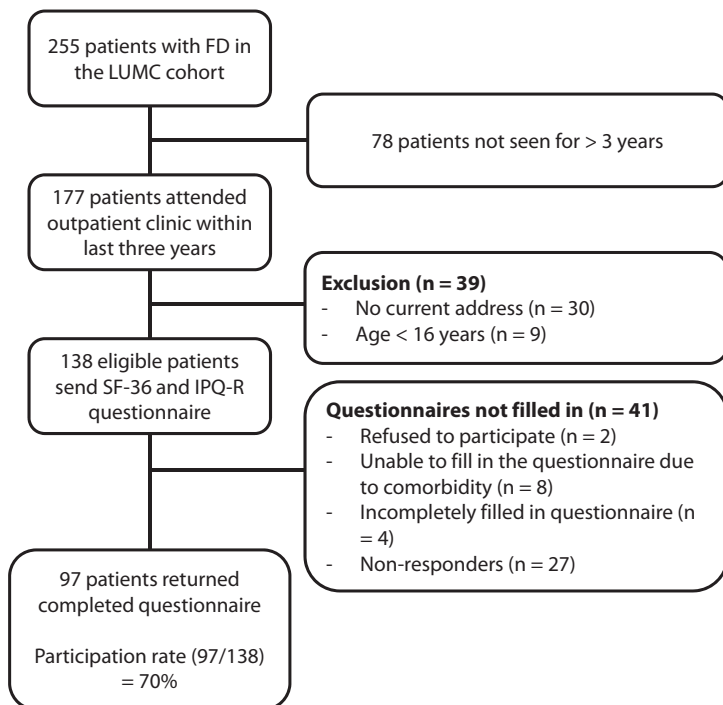 255 patients with FD in
the LUMC cohort
78 patients not seen for > 3 years
177 patients attended
outpatient clinic within
last three years
Exclusion (n = 39)
- No current address (n = 30)
- Age < 16 years (n = 9)
138 eligible patients
send SF-36 and IPQ-R
questionnaire
Questionnaires not filled in (n = 41)
- Refused to participate (n = 2)
- Unable to fill in the questionnaire due
to comorbidity (n = 8)
- Incompletely filled in questionnaire (n
= 4)
- Non-responders (n = 27)
97 patients returned
completed questionnaire
Participation rate (97/138)
= 70%